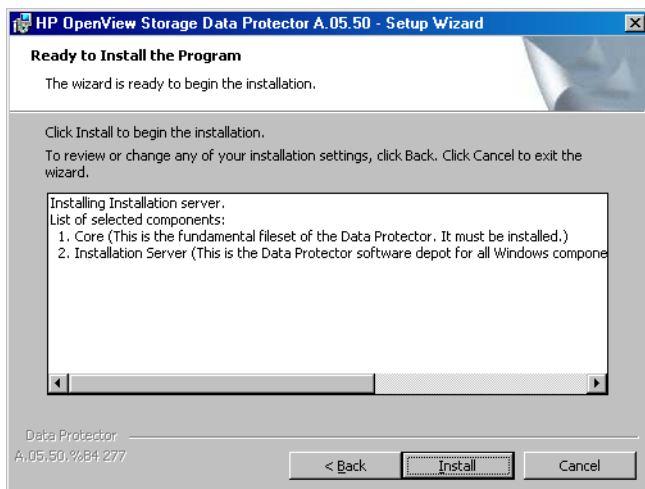 HP OpenView Storage Data Protector A.05.50 - Setup Wizard
Ready to Install the Program
The wizard is ready to begin the installation.
Click Install to begin the installation.
To review or change any of your installation settings, click Back. Click Cancel to exit the
wizard.
Installing Installation server.
List of selected components:
1. Core (This is the fundamental fileset of the Data Protector. It must be installed.)
2. Installation Server (This is the Data Protector software depot for all Windows compone
Data Protector
A.05.50.%B4 277
< Back
Install
Cancel